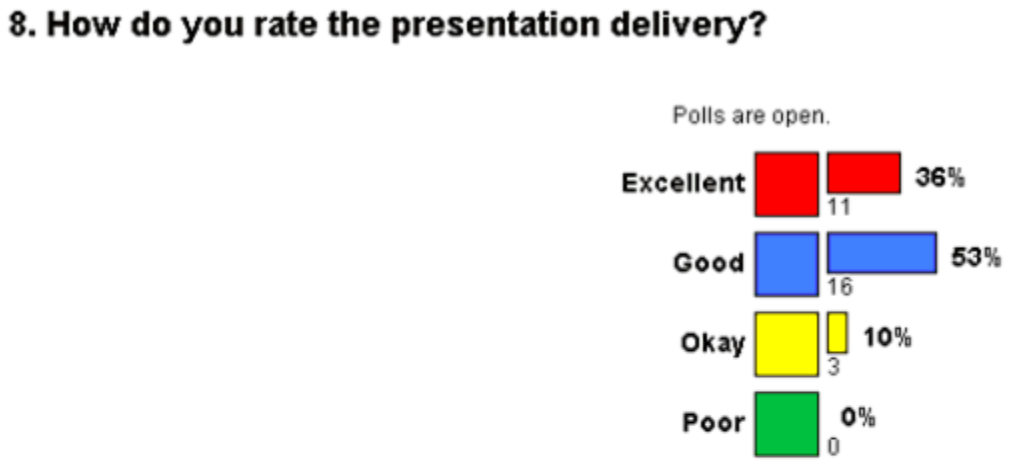 8. How do you rate the presentation delivery?
Polls are open.
Excellent 36%
11
Good 53%
16
Okay 10%
3
Poor 0%
0